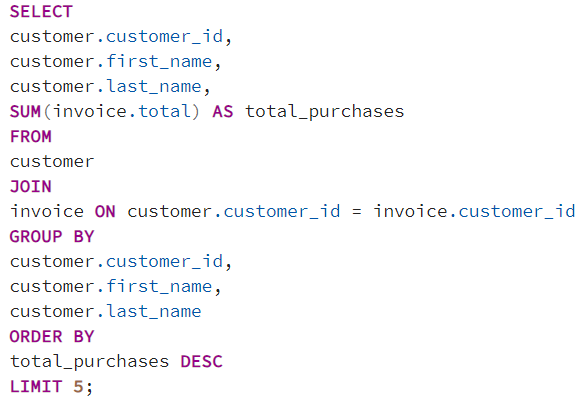 SELECT
customer.customer_id,
customer.first_name,
customer.last_name,
SUM(invoice.total) AS total_purchases
FROM
customer
JOIN
invoice ON customer.customer_id = invoice.customer_id
GROUP BY
customer.customer_id,
customer.first_name,
customer.last_name
ORDER BY
total_purchases DESC
LIMIT 5;